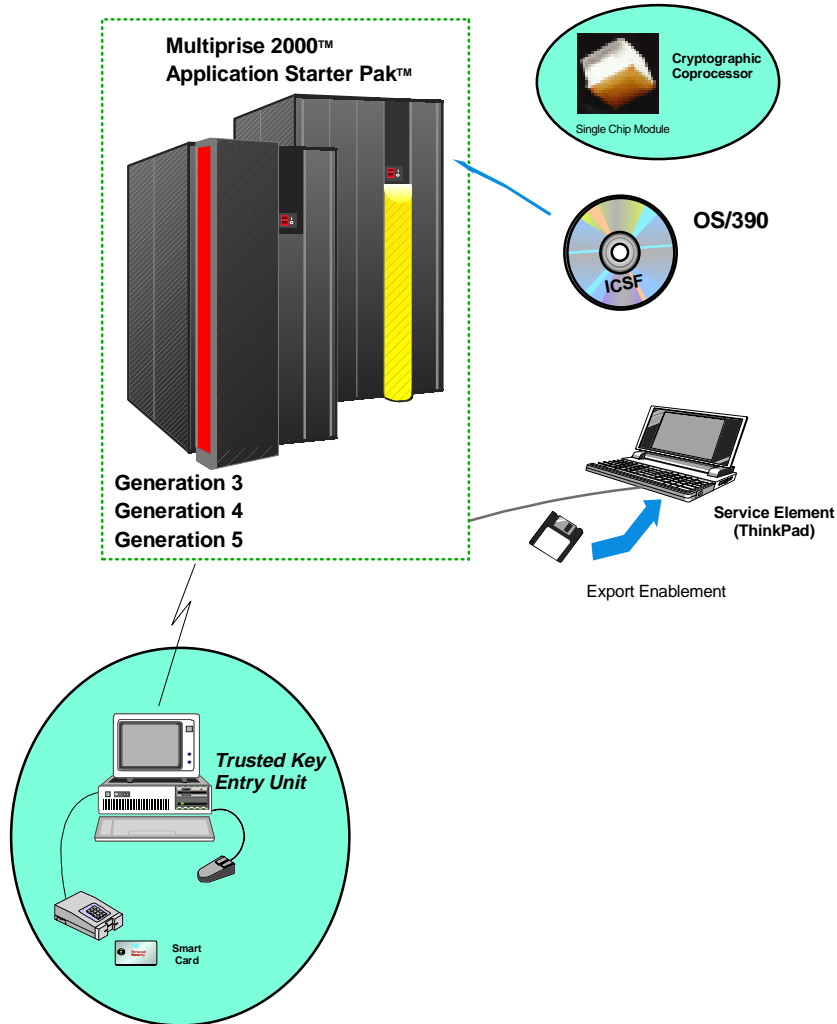 Multiprise 2000™
Application Starter Pak™
Cryptographic
Coprocessor
Single Chip Module
OS/390
ICSF
Generation 3
Generation 4
Generation 5
Service Element
(ThinkPad)
Export Enablement
Trusted Key
Entry Unit
Smart
Card